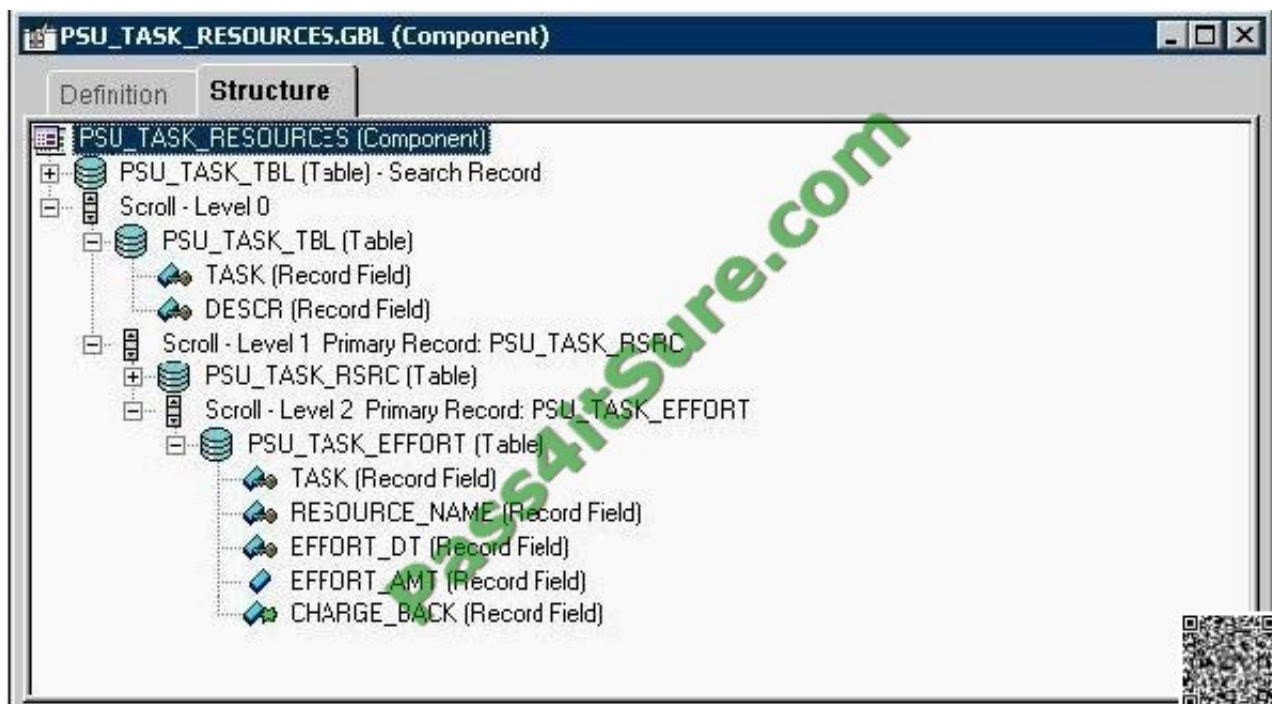 PSU_TASK_RESOURCES.GBL (Component)
Definition Structure
PSU_TASK_RESOURCES (Component)
PSU_TASK_TBL (Table) - Search Record
Scroll - Level 0
PSU_TASK_TBL (Table)
TASK (Record Field)
DESCR (Record Field)
Scroll - Level 1 Primary Record: PSU_TASK_RSRC
PSU_TASK_RSRC (Table)
Scroll - Level 2 Primary Record: PSU_TASK_EFFORT
PSU_TASK_EFFORT (Table)
TASK (Record Field)
RESOURCE_NAME (Record Field)
EFFORT_DT (Record Field)
EFFORT_AMT (Record Field)
CHARGE_BACK (Record Field)
Pass4itSure.com